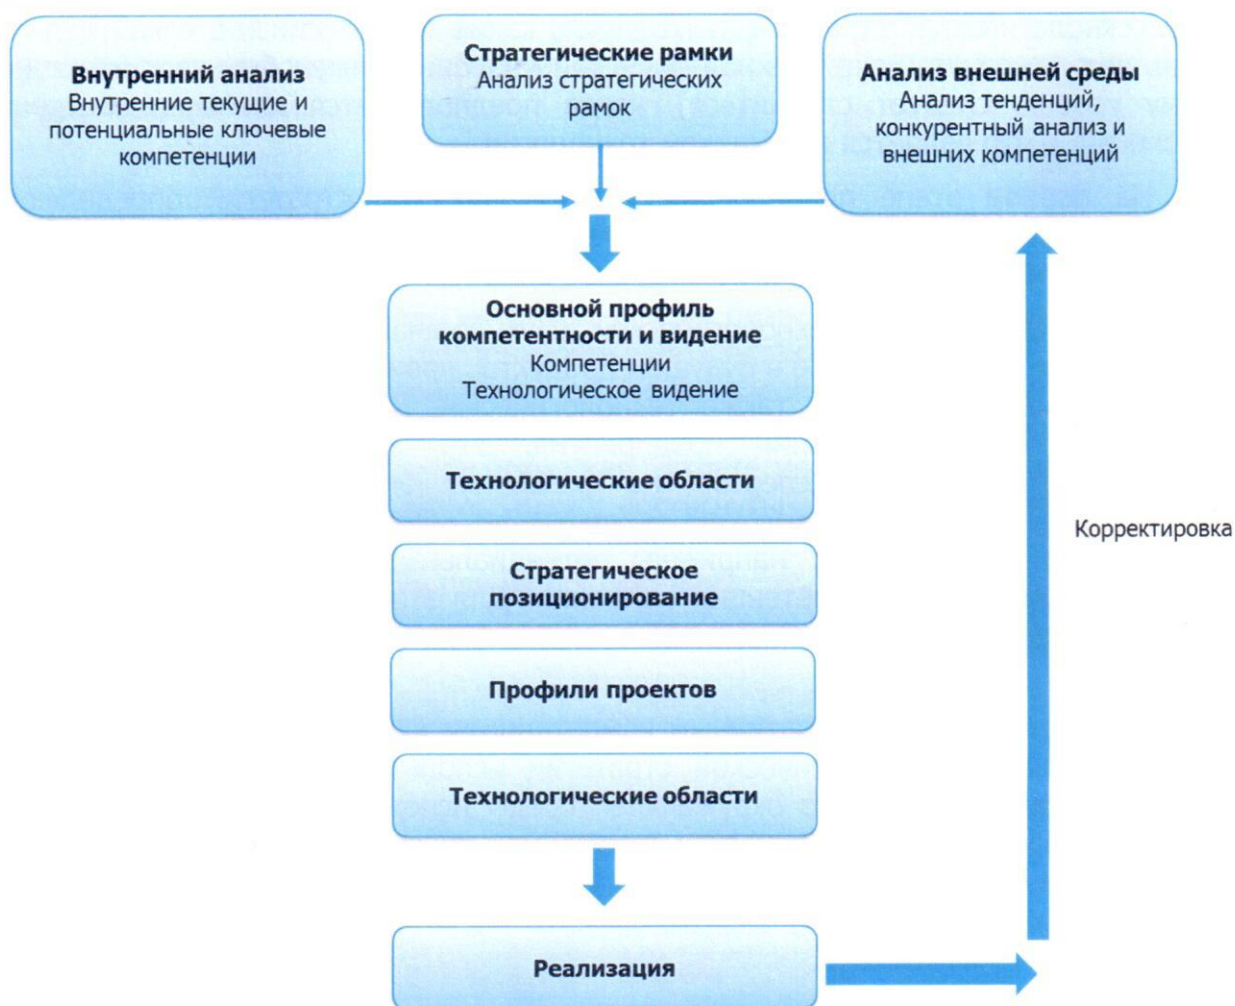 Внутренний анализ
Внутренние текущие и
потенциальные ключевые
компетенции
Стратегические рамки
Анализ стратегических
рамок
Анализ внешней среды
Анализ тенденций,
конкурентный анализ и
внешних компетенций
Основной профиль
компетентности и видение
Компетенции
Технологическое видение
Технологические области
Корректировка
Стратегическое
позиционирование
Профили проектов
Технологические области
Реализация